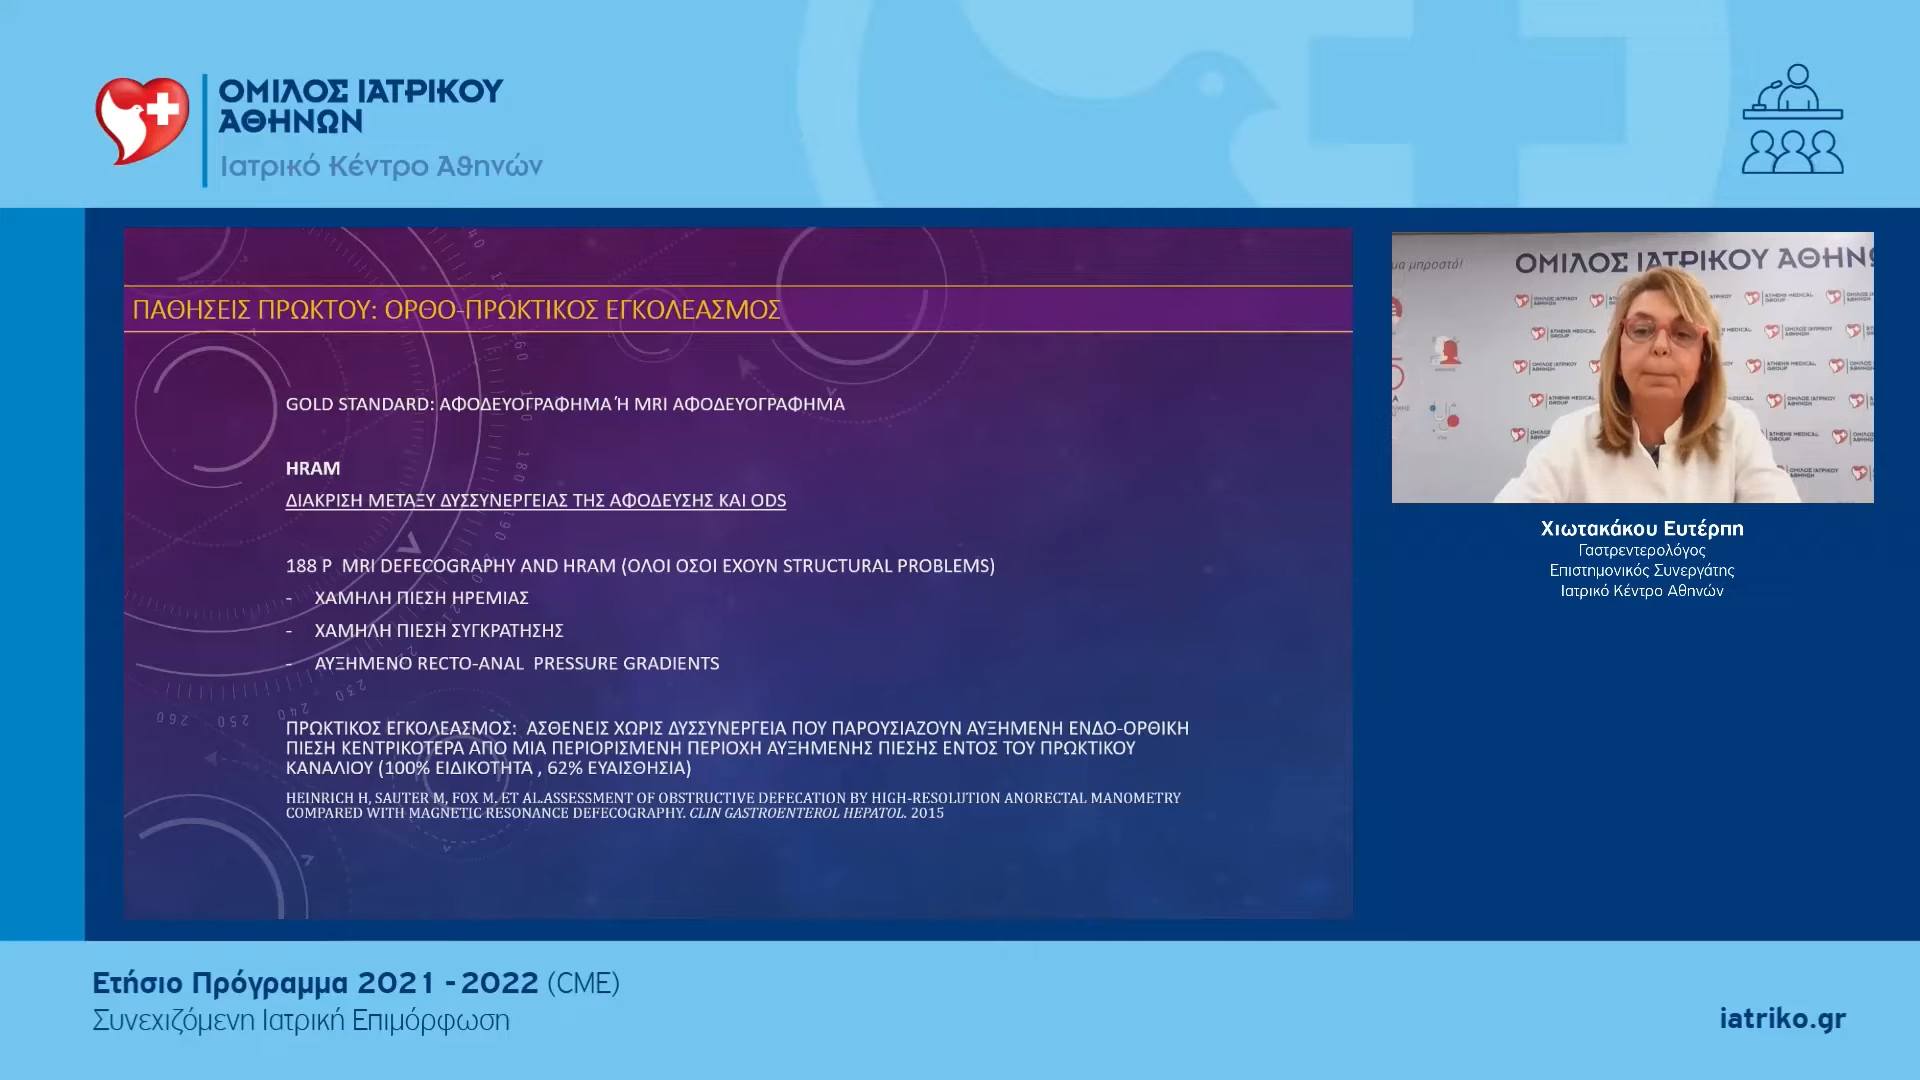 ΟΜΙΛΟΣ ΙΑΤΡΙΚΟΥ
ΑΘΗΝΩΝ
Ιατρικό Κέντρο Αθηνών
ΠΑΘΗΣΕΙΣ ΠΡΩΚΤΟΥ: ΟΡΘΟ-ΠΡΩΚΤΙΚΟΣ ΕΓΚΟΛΕΑΣΜΟΣ
GOLD STANDARD: ΑΦΟΔΕΥΟΓΡΑΦΗΜΑ Ή MRI ΑΦΟΔΕΥΟΓΡΑΦΗΜΑ
HRAM
ΔΙΑΚΡΙΣΗ ΜΕΤΑΞΥ ΔΥΣΣΥΝΕΡΓΕΙΑΣ ΤΗΣ ΑΦΟΔΕΥΣΗΣ ΚΑΙ ODS
188 P MRI DEFECOGRAPHY AND HRAM (ΟΛΟΙ ΟΣΟΙ ΕΧΟΥΝ STRUCTURAL PROBLEMS)
- ΧΑΜΗΛΗ ΠΙΕΣΗ ΗΡΕΜΙΑΣ
- ΧΑΜΗΛΗ ΠΙΕΣΗ ΣΥΓΚΡΑΤΗΣΗΣ
- ΑΥΞΗΜΕΝΟ RECTO-ANAL PRESSURE GRADIENTS
ΠΡΩΚΤΙΚΟΣ ΕΓΚΟΛΕΑΣΜΟΣ: ΑΣΘΕΝΕΙΣ ΧΩΡΙΣ ΔΥΣΣΥΝΕΡΓΕΙΑ ΠΟΥ ΠΑΡΟΥΣΙΑΖΟΥΝ ΑΥΞΗΜΕΝΗ ΕΝΔΟ-ΟΡΘΙΚΗ
ΠΙΕΣΗ ΚΕΝΤΡΙΚΟΤΕΡΑ ΑΠΟ ΜΙΑ ΠΕΡΙΟΡΙΣΜΕΝΗ ΠΕΡΙΟΧΗ ΑΥΞΗΜΕΝΗΣ ΠΙΕΣΗΣ ΕΝΤΟΣ ΤΟΥ ΠΡΩΚΤΙΚΟΥ
ΚΑΝΑΛΙΟΥ (100% ΕΙΔΙΚΟΤΗΤΑ , 62% ΕΥΑΙΣΘΗΣΙΑ)
HEINRICH H, SAUTER M, FOX M. ET AL.ASSESSMENT OF OBSTRUCTIVE DEFECATION BY HIGH-RESOLUTION ANORECTAL MANOMETRY
COMPARED WITH MAGNETIC RESONANCE DEFECOGRAPHY. CLIN GASTROENTEROL HEPATOL. 2015
μα μπροστά!
ΟΜΙΛΟΣ ΙΑΤΡΙΚΟΥ ΑΘΗΝ
Χιωτακάκου Ευτέρπη
Γαστρεντερολόγος
Επιστημονικός Συνεργάτης
Ιατρικό Κέντρο Αθηνών
Ετήσιο Πρόγραμμα 2021 - 2022 (CME)
Συνεχιζόμενη Ιατρική Επιμόρφωση
iatriko.gr